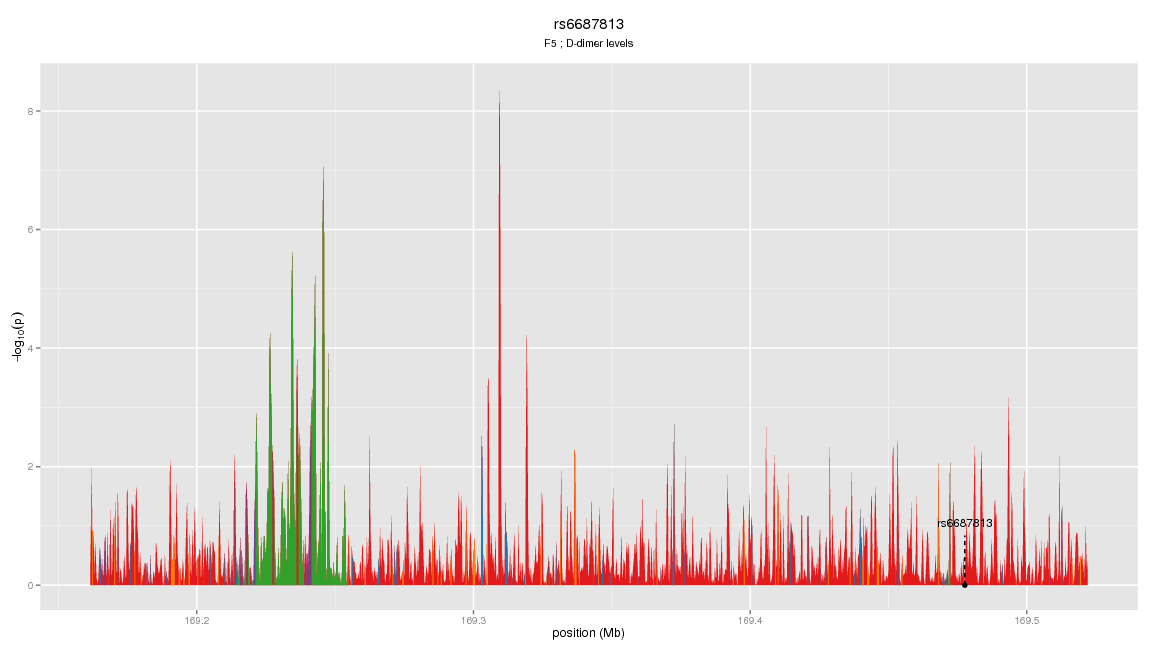 rs6687813
F5 ; D-dimer levels
8
6
4
2
0
−log10(p)
rs6687813
169.2 169.3 169.4 169.5
position (Mb)